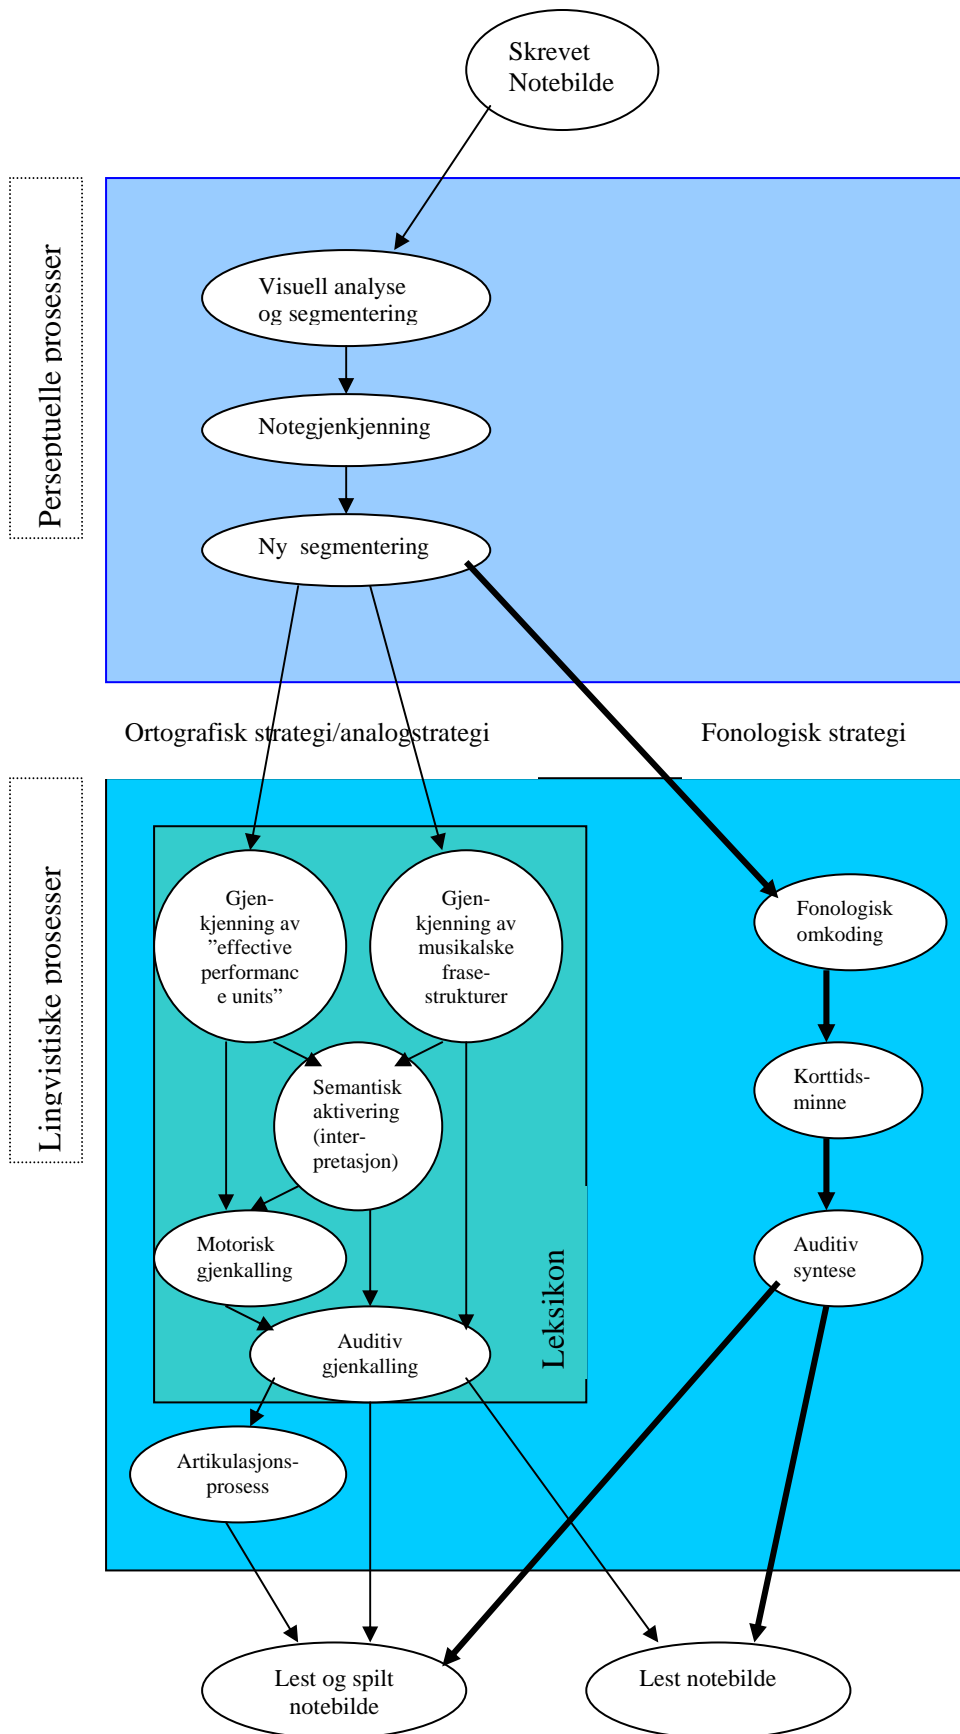 Skrevet
Notebilde
Perseptuelle prosesser
Visuell analyse
og segmentering
Notegjenkjenning
Ny segmentering
Ortografisk strategi/analogstrategi
Fonologisk strategi
Lingvistiske prosesser
Gjen-
kjenning av
”effective
performanc
e units”
Gjen-
kjenning av
musikalske
frase-
strukturer
Fonologisk
omkoding
Semantisk
aktivering
(inter-
pretasjon)
Korttids-
minne
Motorisk
gjenkalling
Auditiv
syntese
Leksikon
Auditiv
gjenkalling
Artikulasjons-
prosess
Lest og spilt
notebilde
Lest notebilde